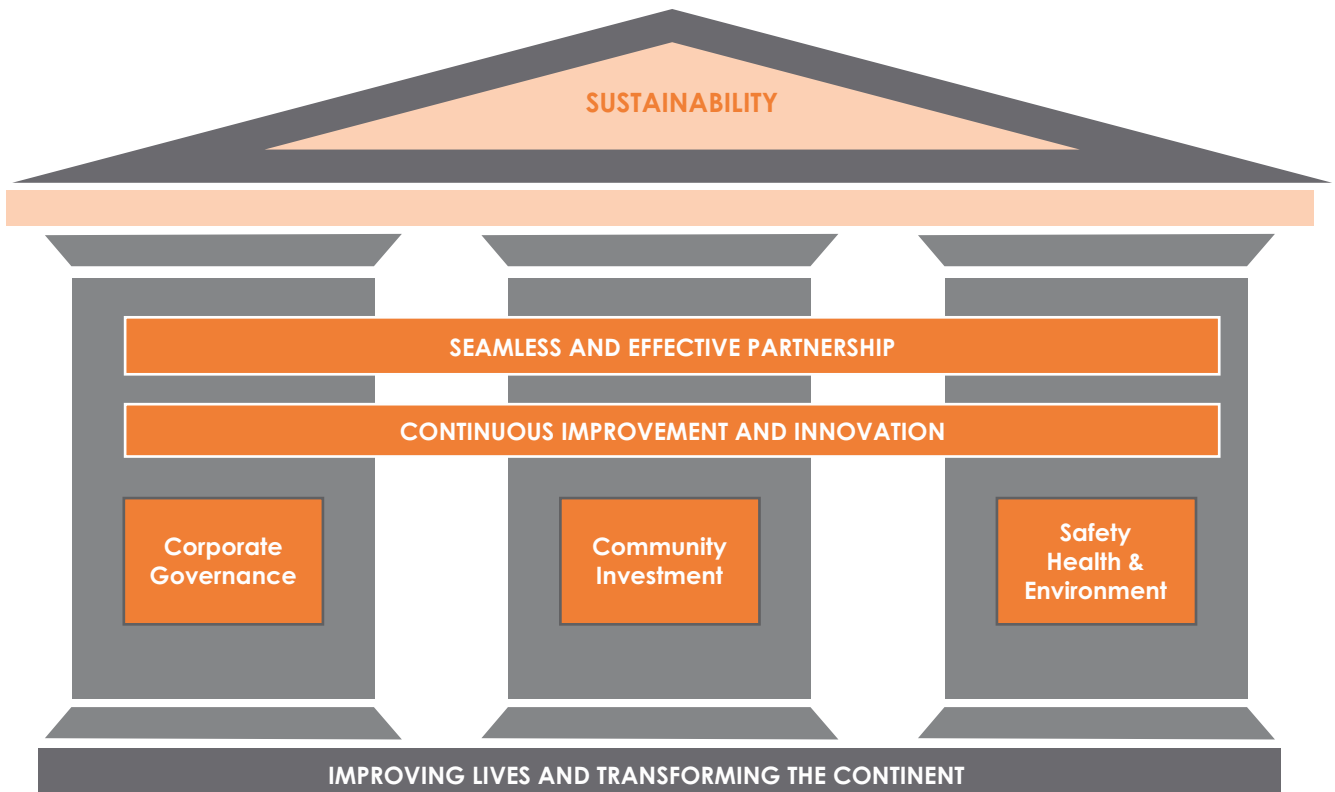 SUSTAINABILITY
SEAMLESS AND EFFECTIVE PARTNERSHIP
CONTINUOUS IMPROVEMENT AND INNOVATION
Corporate
Governance
Community
Investment
Safety
Health &
Environment
IMPROVING LIVES AND TRANSFORMING THE CONTINENT